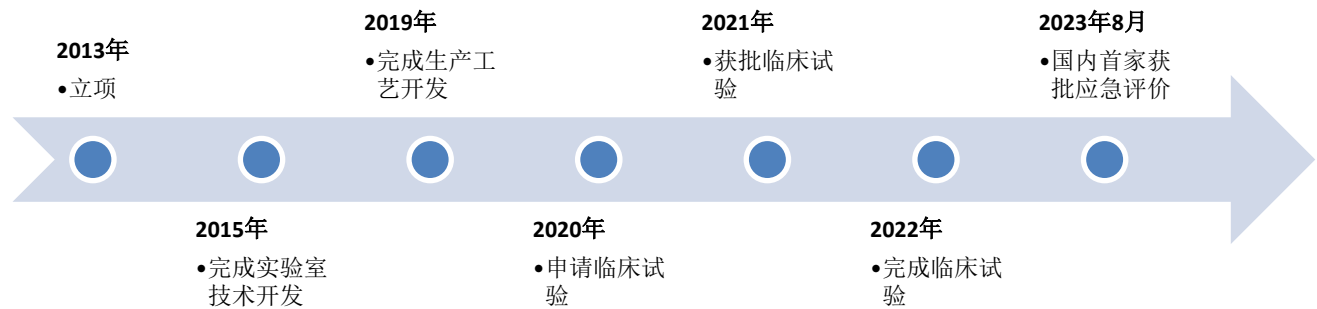 2013年
•立项
2015年
•完成实验室
技术开发
2019年
•完成生产工
艺开发
2020年
•申请临床试
验
2021年
•获批临床试
验
2022年
•完成临床试
验
2023年8月
•国内首家获
批应急评价